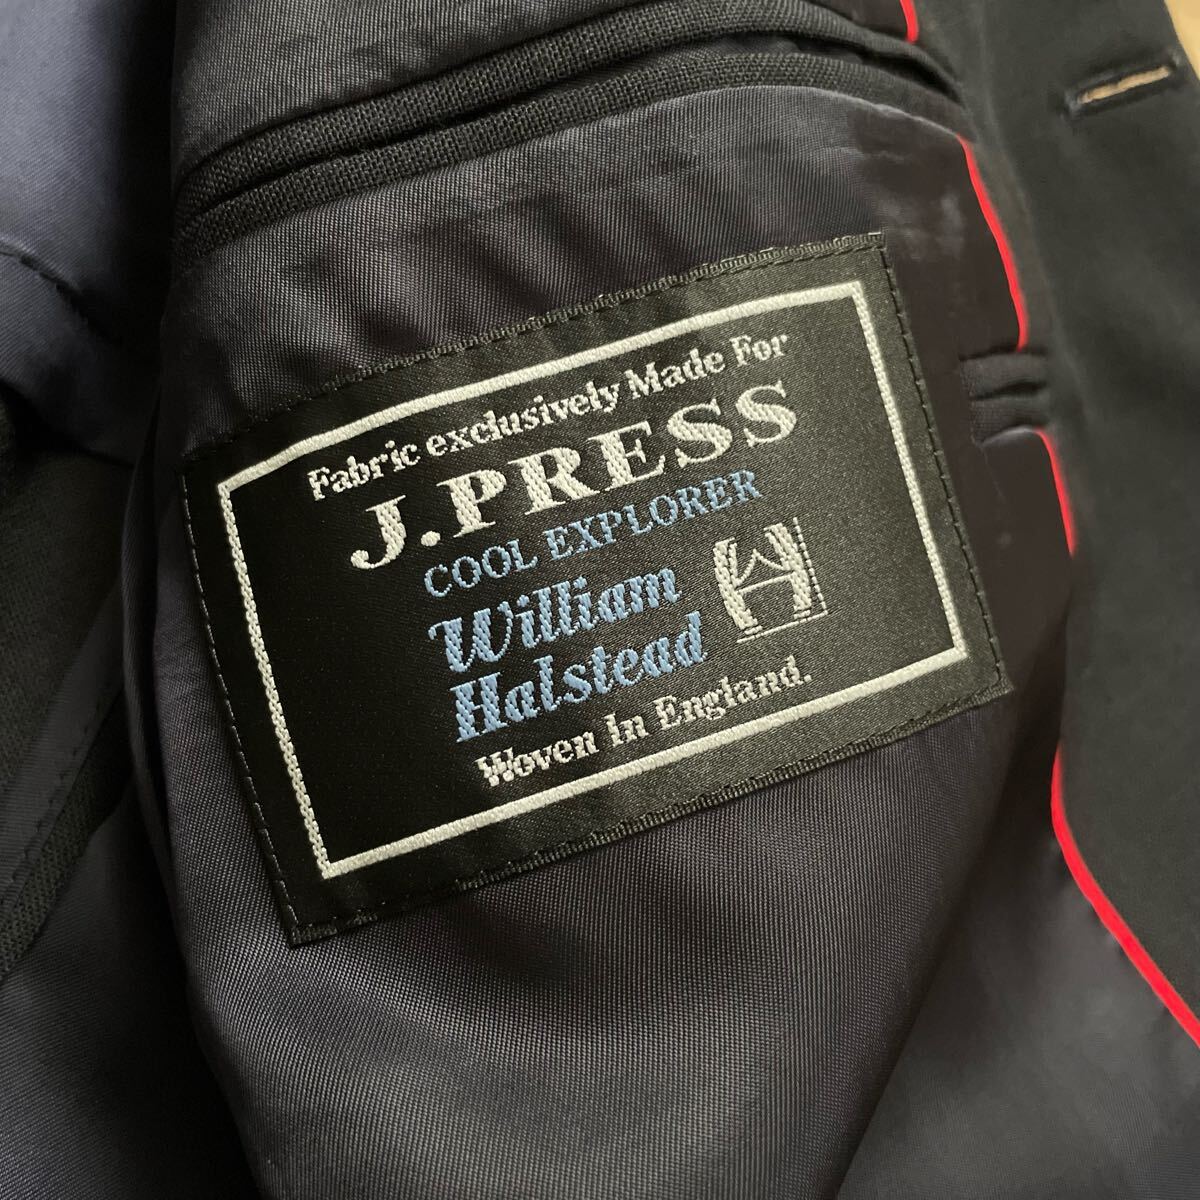 Fabric exclusively Made For
J.PRESS
COOL EXPLORER
William
Halstead
Woven In England.